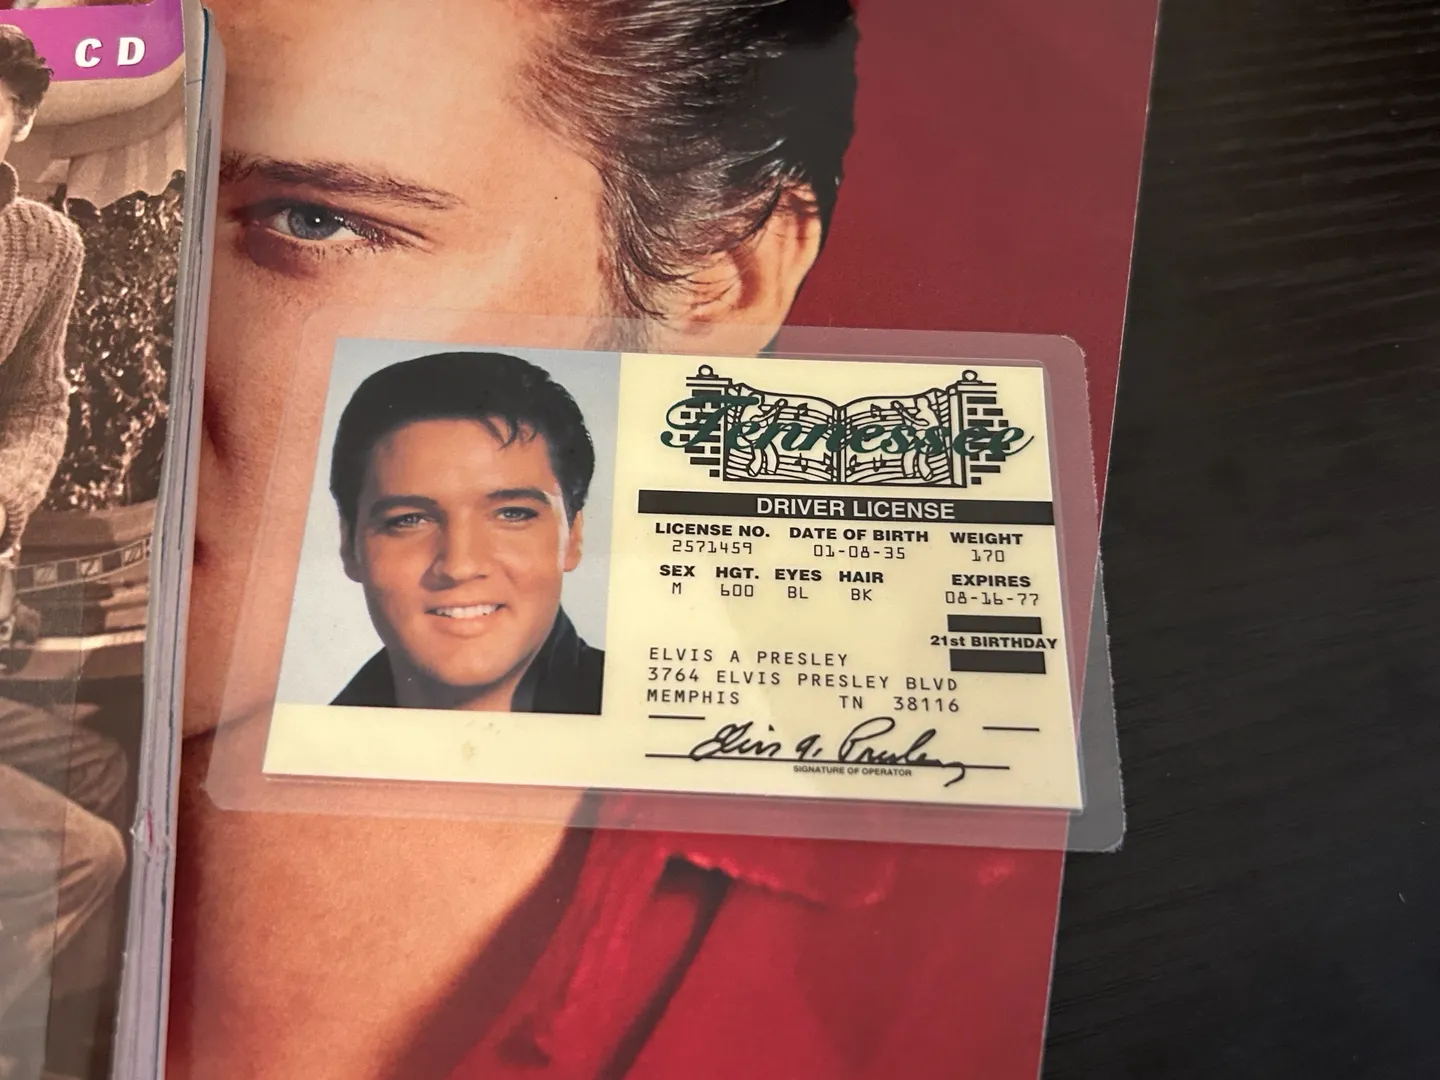 CD
Tennessee
DRIVER LICENSE
LICENSE NO. DATE OF BIRTH WEIGHT
2571459 01-08-35 170
SEX HGT. EYES HAIR EXPIRES
M 600 BL BK 08-16-77
21st BIRTHDAY
ELVIS A PRESLEY
3764 ELVIS PRESLEY BLVD
MEMPHIS TN 38116
Elvis A. Presley
SIGNATURE OF OPERATOR